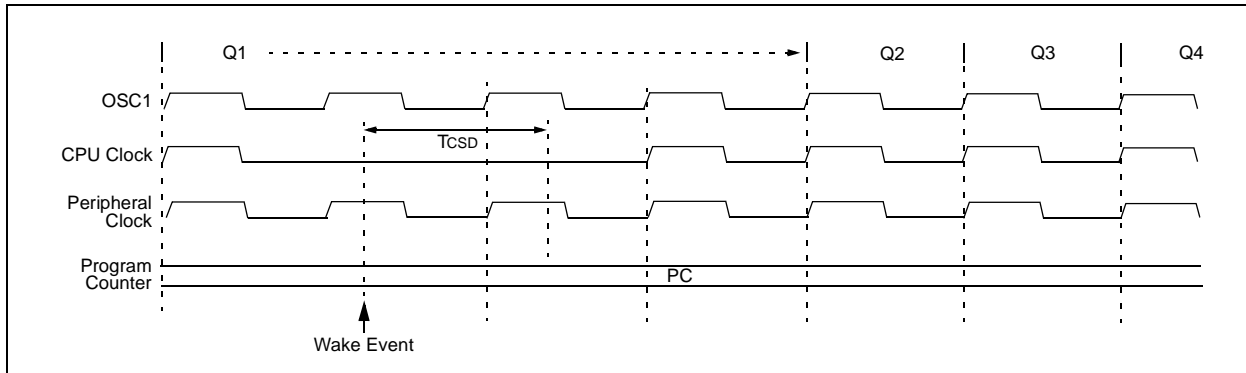 Q1 Q2 Q3 Q4
OSC1
TCSD
CPU Clock
Peripheral
Clock
Program
Counter
PC
Wake Event